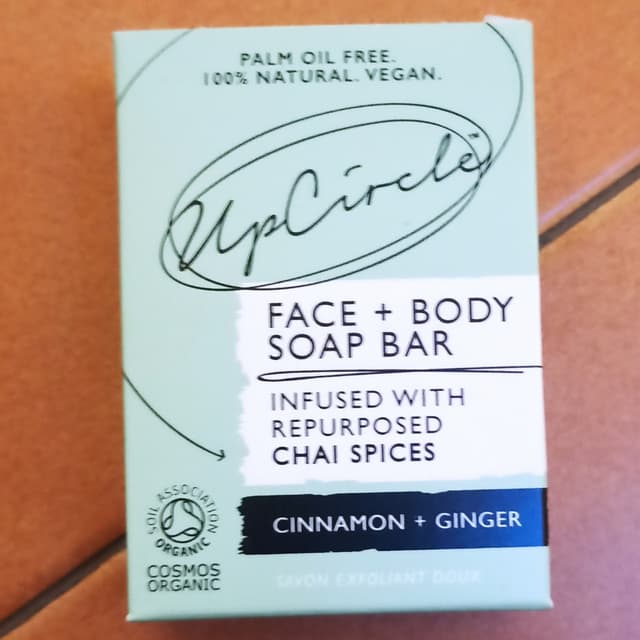 PALM OIL FREE.
100% NATURAL. VEGAN.
UpCircle™
FACE + BODY
SOAP BAR
INFUSED WITH
REPURPOSED
CHAI SPICES
CINNAMON + GINGER
SAVON EXFOLIANT DOUX
SOIL ASSOCIATION
ORGANIC
COSMOS
ORGANIC